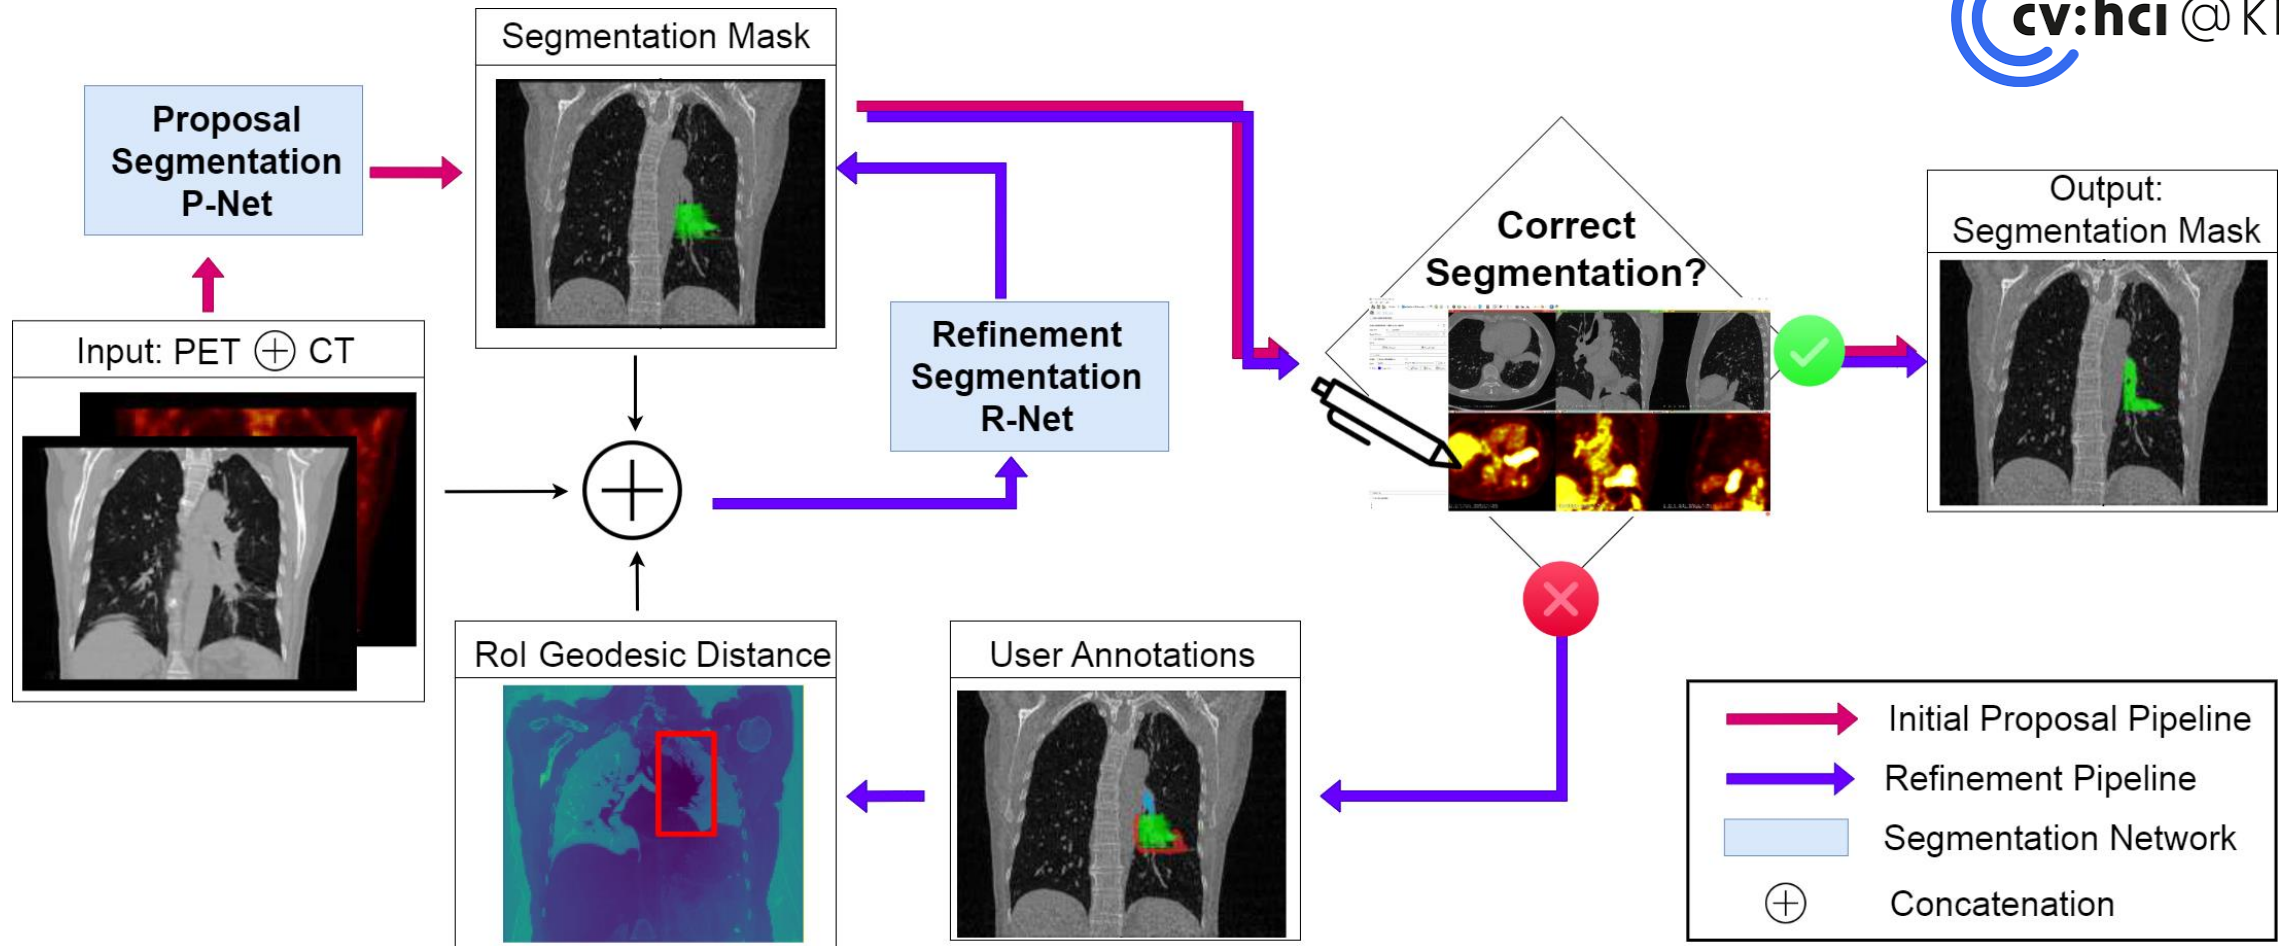 cv:hci @ K
Segmentation Mask
Proposal
Segmentation
P-Net
Input: PET ⊕ CT
Refinement
Segmentation
R-Net
Correct
Segmentation?
Output:
Segmentation Mask
RoI Geodesic Distance
User Annotations
Initial Proposal Pipeline
Refinement Pipeline
Segmentation Network
Concatenation